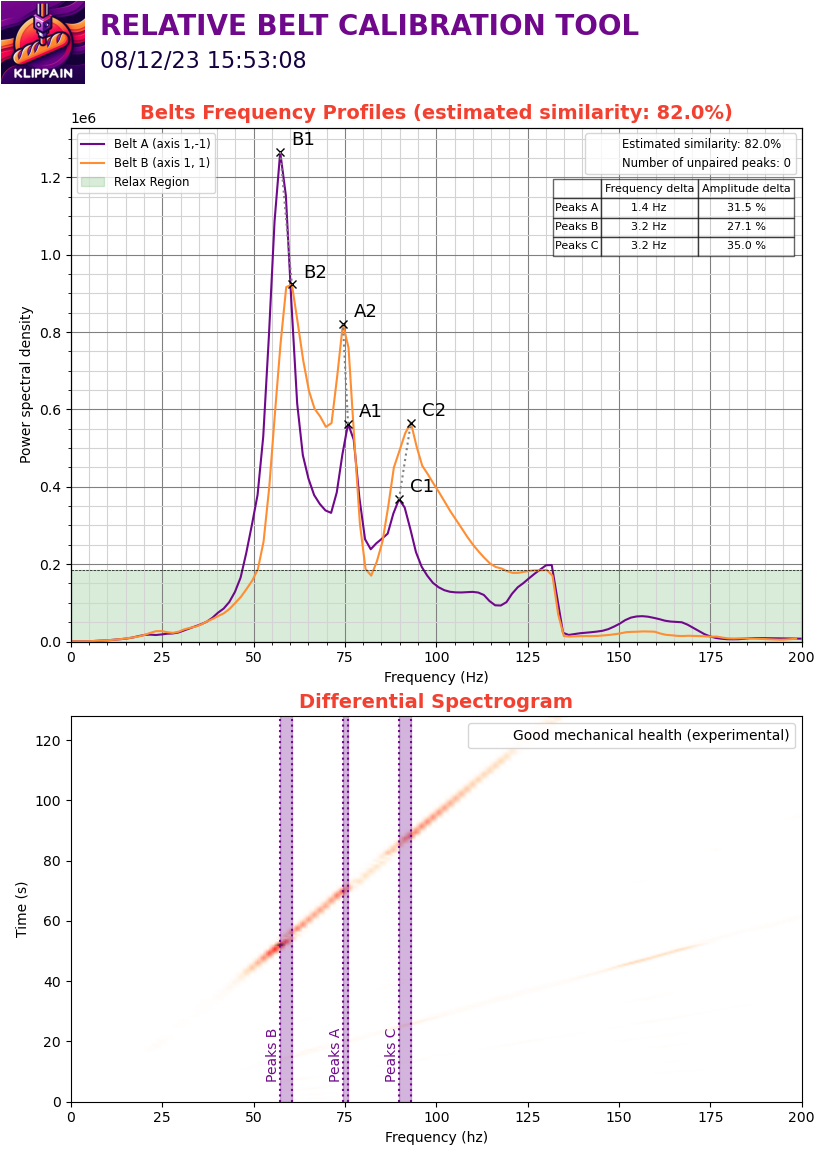 KLIPPAIN
RELATIVE BELT CALIBRATION TOOL
08/12/23 15:53:08
Belts Frequency Profiles (estimated similarity: 82.0%)
1e6
Belt A (axis 1,-1)
Belt B (axis 1, 1)
Relax Region
Estimated similarity: 82.0%
Number of unpaired peaks: 0
Frequency delta Amplitude delta
Peaks A 1.4 Hz 31.5 %
Peaks B 3.2 Hz 27.1 %
Peaks C 3.2 Hz 35.0 %
B1
B2
A2
A1
C2
C1
Power spectral density
1.2
1.0
0.8
0.6
0.4
0.2
0.0
0 25 50 75 100 125 150 175 200
Frequency (Hz)
Differential Spectrogram
Good mechanical health (experimental)
Time (s)
120
100
80
60
40
20
0
Peaks B
Peaks A
Peaks C
0 25 50 75 100 125 150 175 200
Frequency (hz)